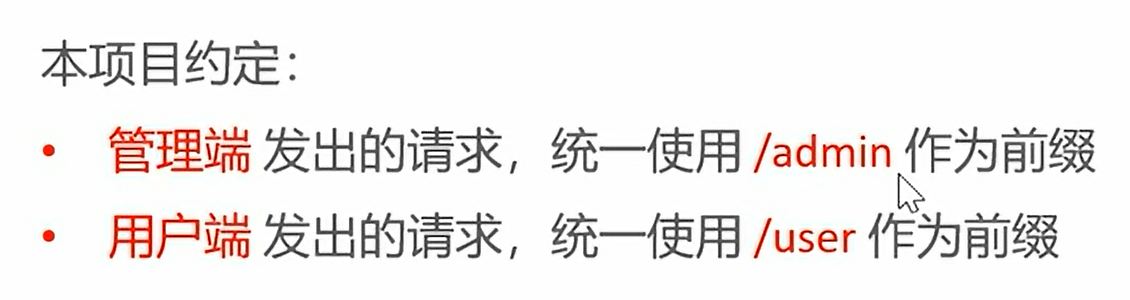 本项目约定：
• 管理端 发出的请求，统一使用 /admin 作为前缀
• 用户端 发出的请求，统一使用 /user 作为前缀